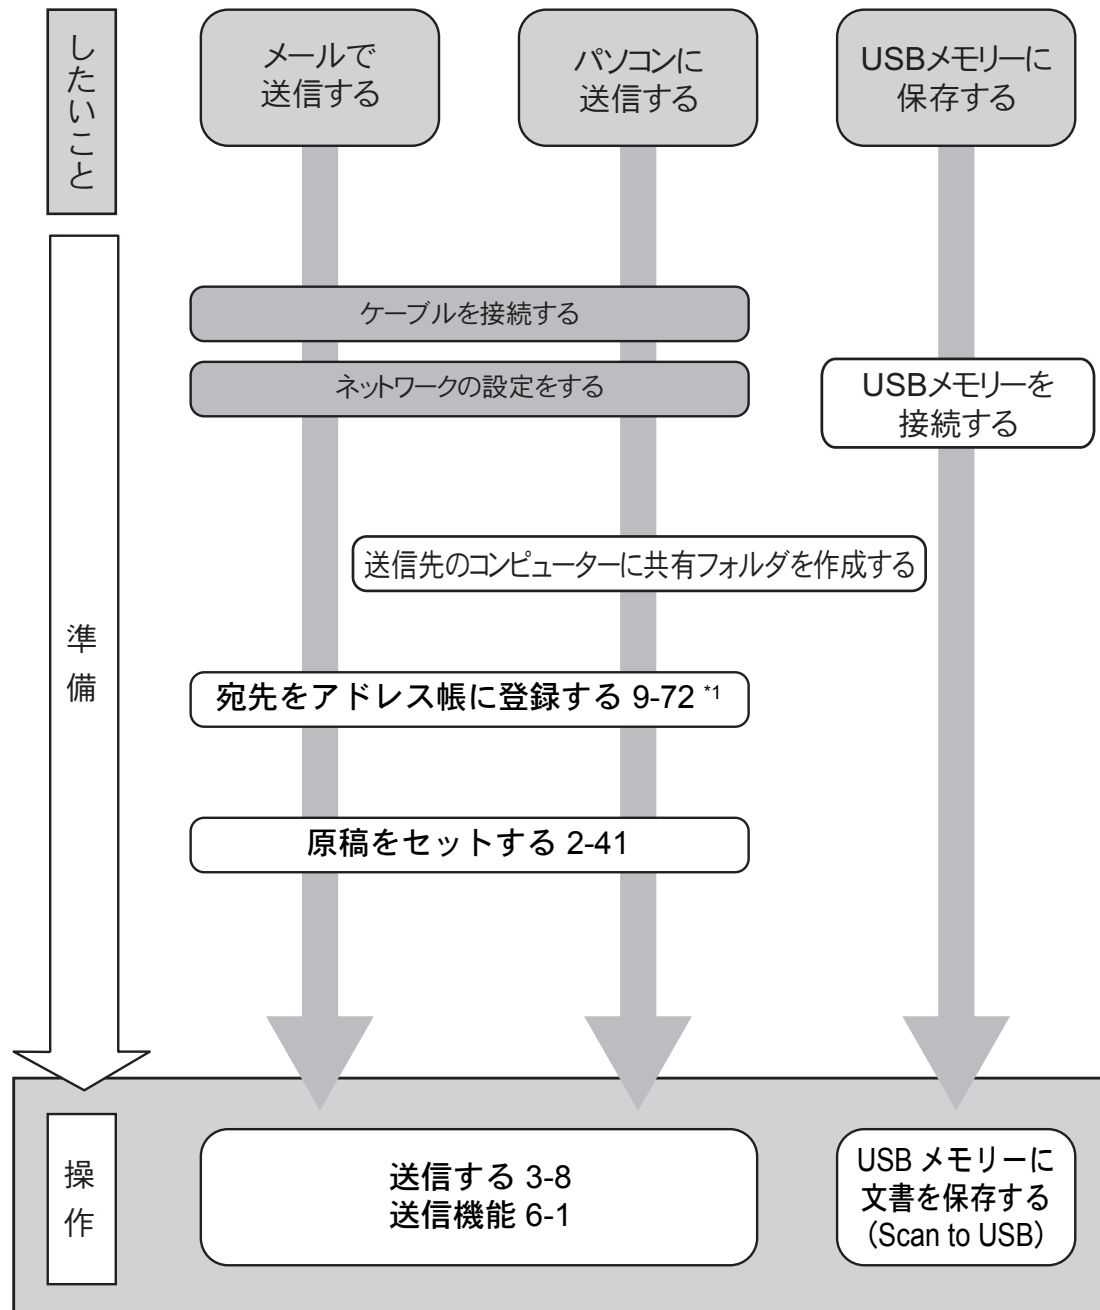 したいこと
メールで
送信する
パソコンに
送信する
USBメモリーに
保存する
準備
ケーブルを接続する
ネットワークの設定をする
USBメモリーを
接続する
送信先のコンピューターに共有フォルダを作成する
宛先をアドレス帳に登録する 9-72 *1
原稿をセットする 2-41
操作
送信する 3-8
送信機能 6-1
USB メモリーに
文書を保存する
(Scan to USB)